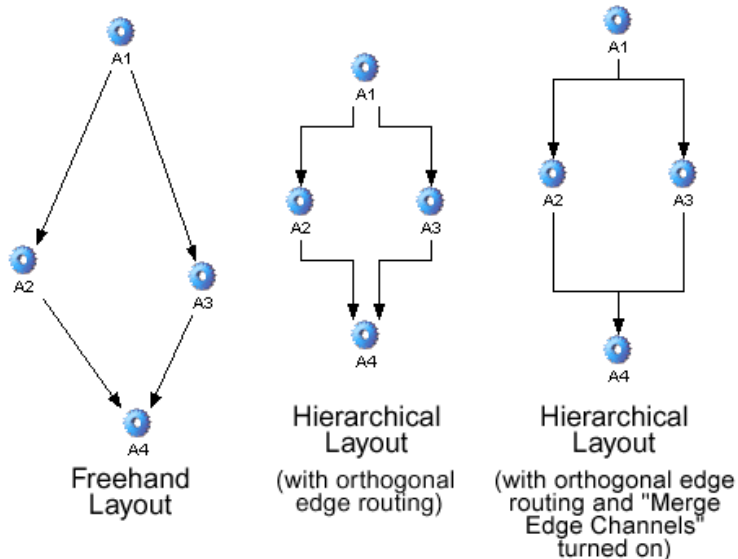 A1
A2
A3
A4
Freehand
Layout
A1
A2
A3
A4
Hierarchical
Layout
(with orthogonal
edge routing)
A1
A2
A3
A4
Hierarchical
Layout
(with orthogonal edge
routing and "Merge
Edge Channels"
turned on)